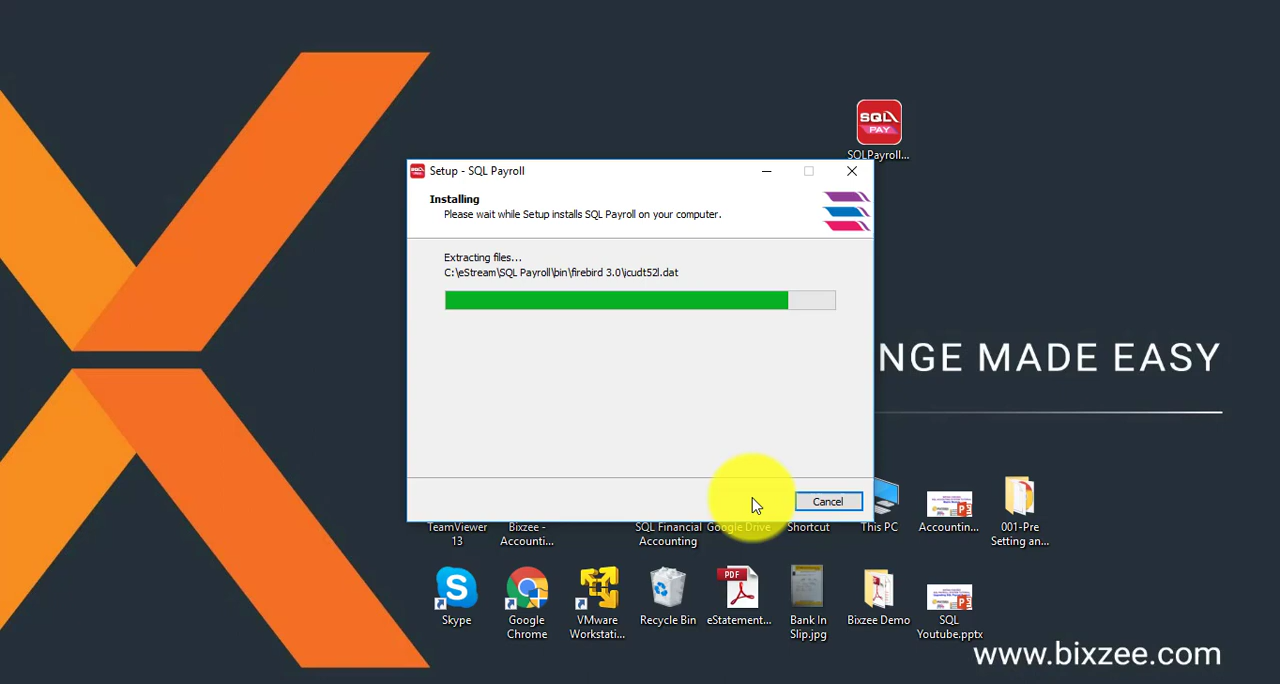 SQL
PAY
SQLPayroll...
Setup - SQL Payroll
Installing
Please wait while Setup installs SQL Payroll on your computer.
Extracting files...
C:\eStream\SQL Payroll\bin\firebird 3.0\icudt52l.dat
NGE MADE EASY
Cancel
TeamViewer
13
Bixzee -
Accounti...
SQL Financial
Accounting
Google Drive
Shortcut
This PC
Accountin...
001-Pre
Setting an...
Skype
Google
Chrome
VMware
Workstati...
Recycle Bin
PDF
eStatement...
Bank In
Slip.jpg
Bixzee Demo
SQL
Youtube.pptx
www.bixzee.com